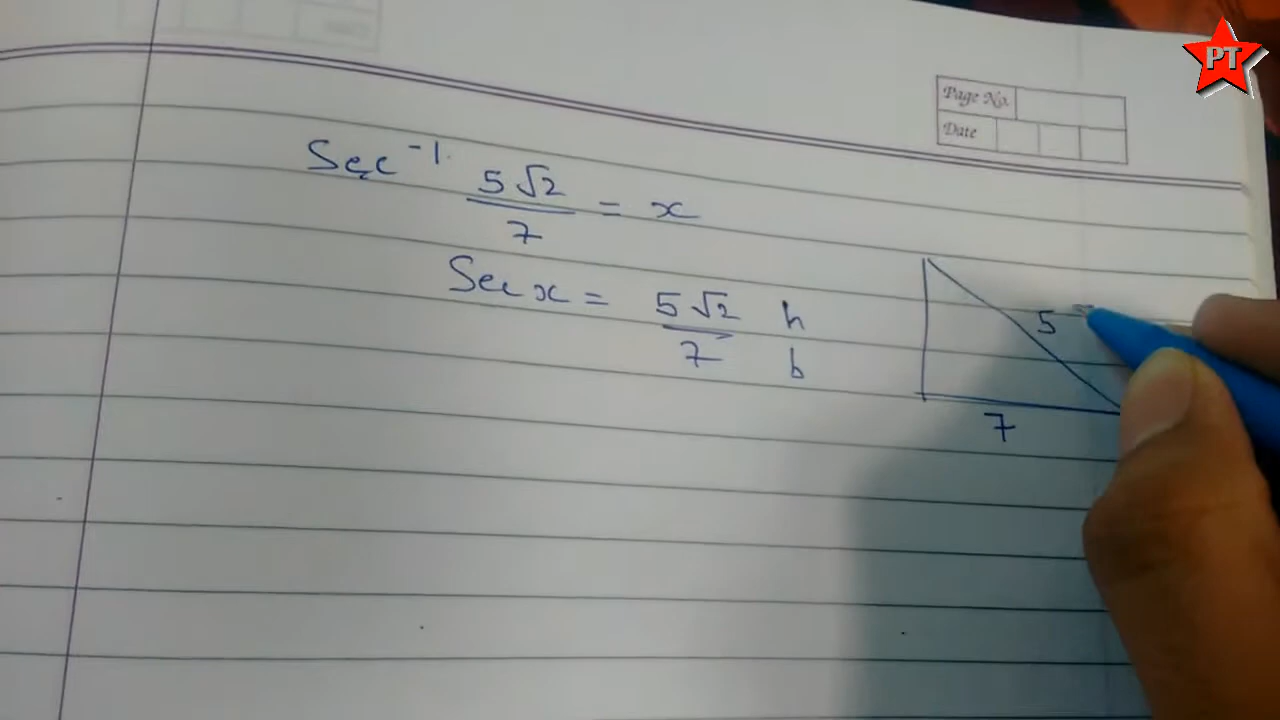 PT
Page No.
Date
Sec⁻¹ 5√2/7 = x
Sec x = 5√2/7 h/b
5
7